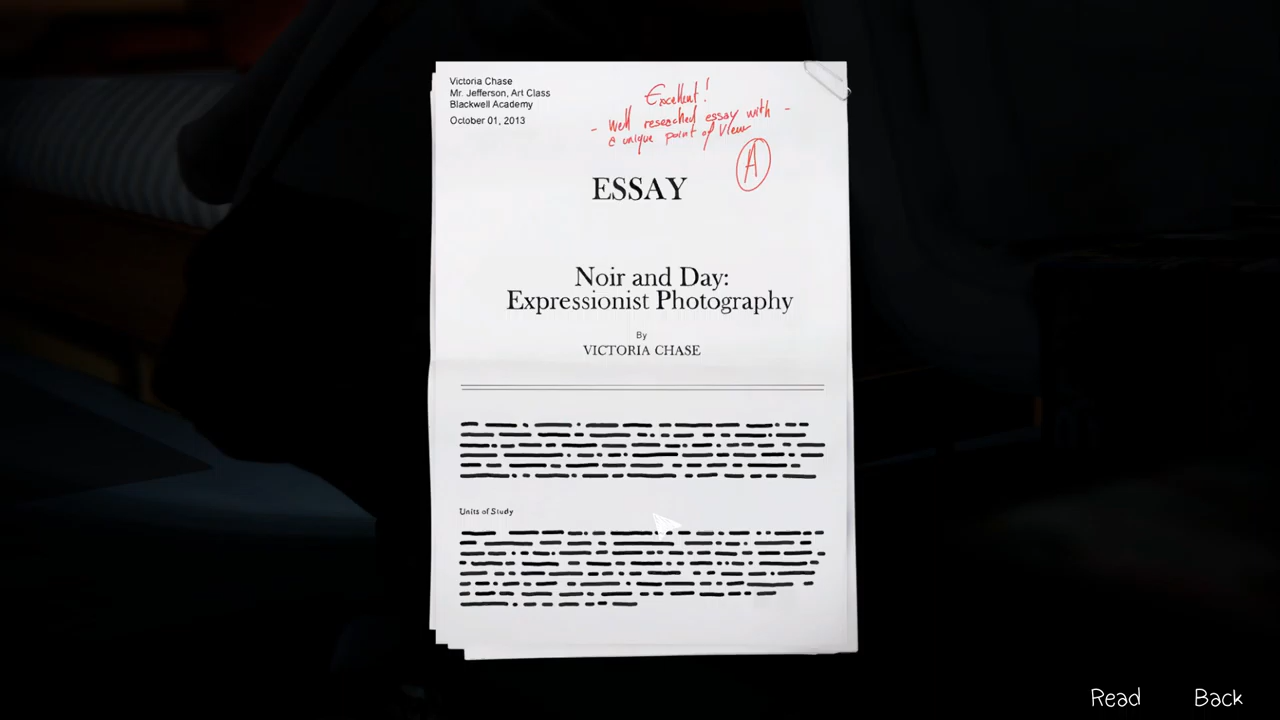 Victoria Chase
Mr. Jefferson, Art Class
Blackwell Academy
October 01, 2013
Excellent!
- Well reseached essay with -
a unique point of View
A
ESSAY
Noir and Day:
Expressionist Photography
By
VICTORIA CHASE
Units of Study
Read
Back